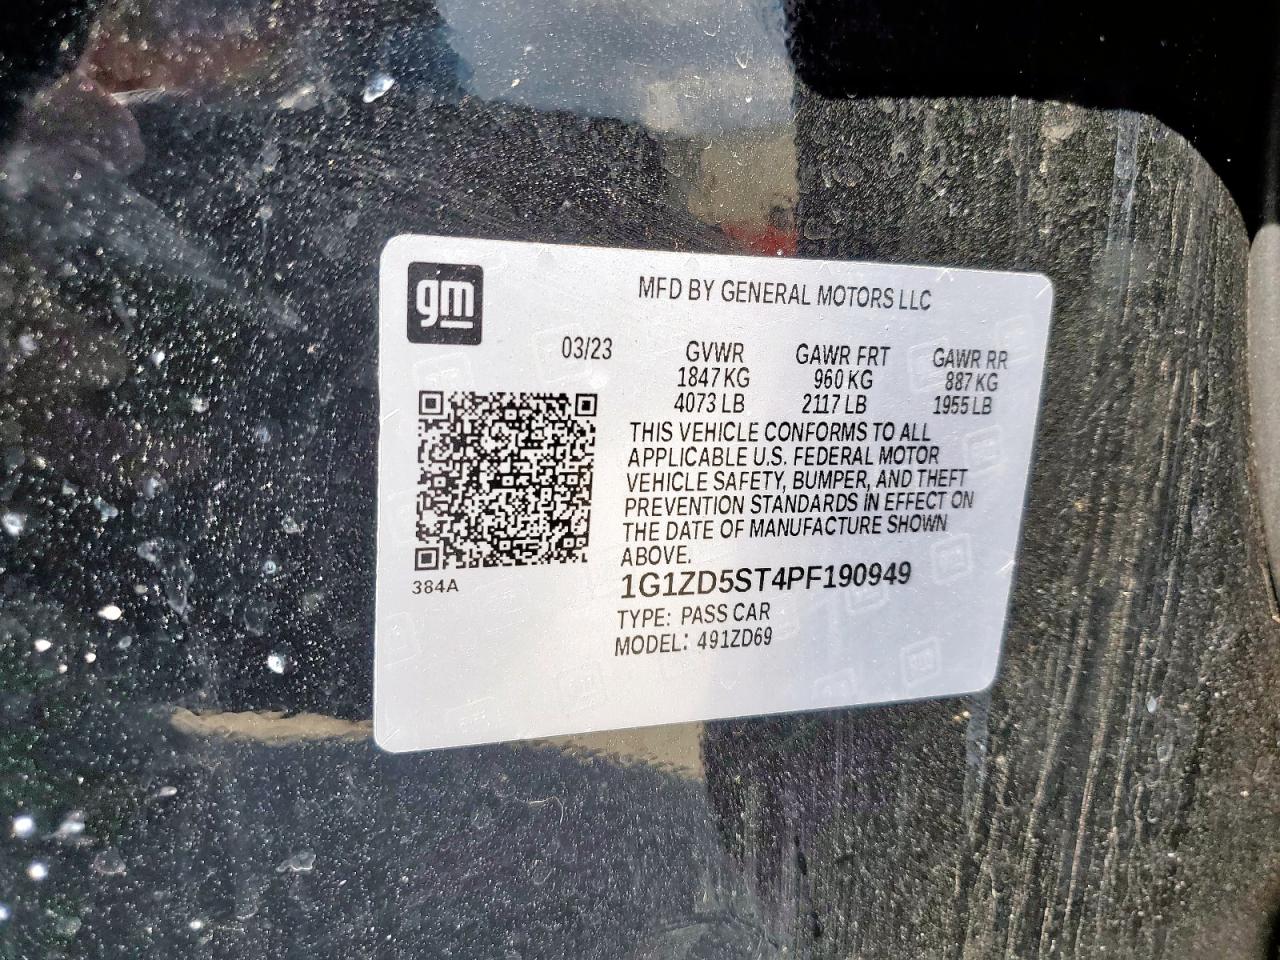 gm
MFD BY GENERAL MOTORS LLC
03/23 GVWR GAWR FRT GAWR RR
1847 KG 960 KG 887 KG
4073 LB 2117 LB 1955 LB
THIS VEHICLE CONFORMS TO ALL
APPLICABLE U.S. FEDERAL MOTOR
VEHICLE SAFETY, BUMPER, AND THEFT
PREVENTION STANDARDS IN EFFECT ON
THE DATE OF MANUFACTURE SHOWN
ABOVE.
384A
1G1ZD5ST4PF190949
TYPE: PASS CAR
MODEL: 491ZD69